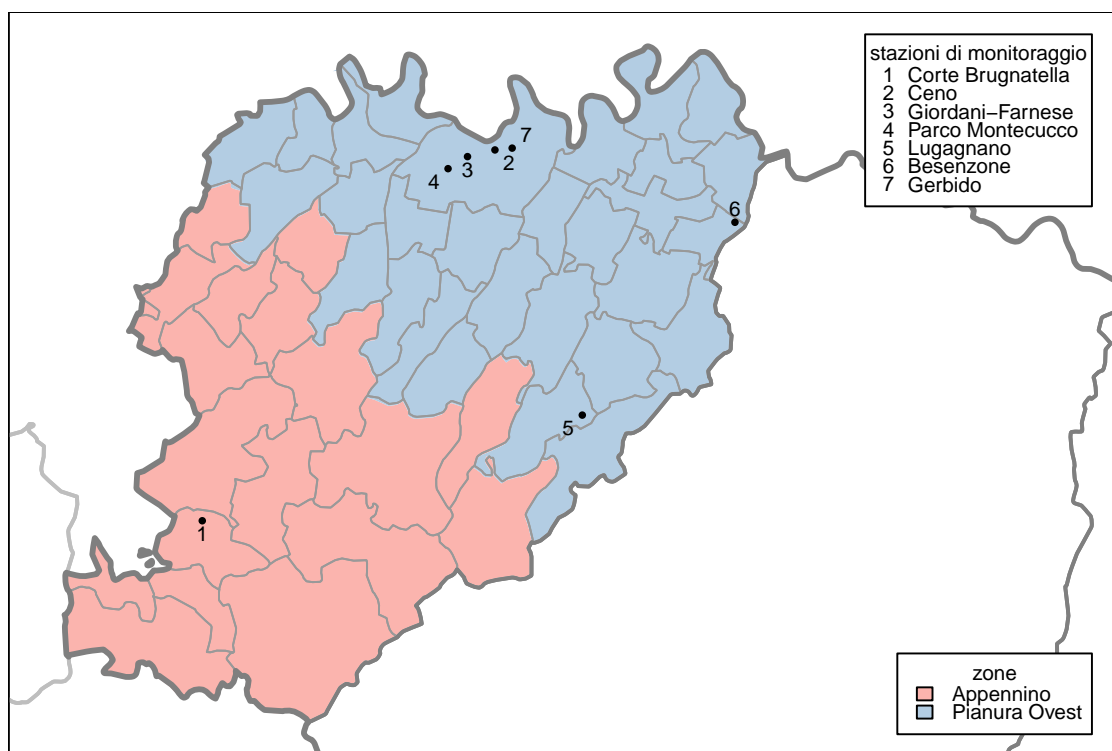 stazioni di monitoraggio
1 Corte Brugnatella
2 Ceno
3 Giordani−Farnese
4 Parco Montecucco
5 Lugagnano
6 Besenzone
7 Gerbido
7
2
3
4
6
5
1
zone
Appennino
Pianura Ovest